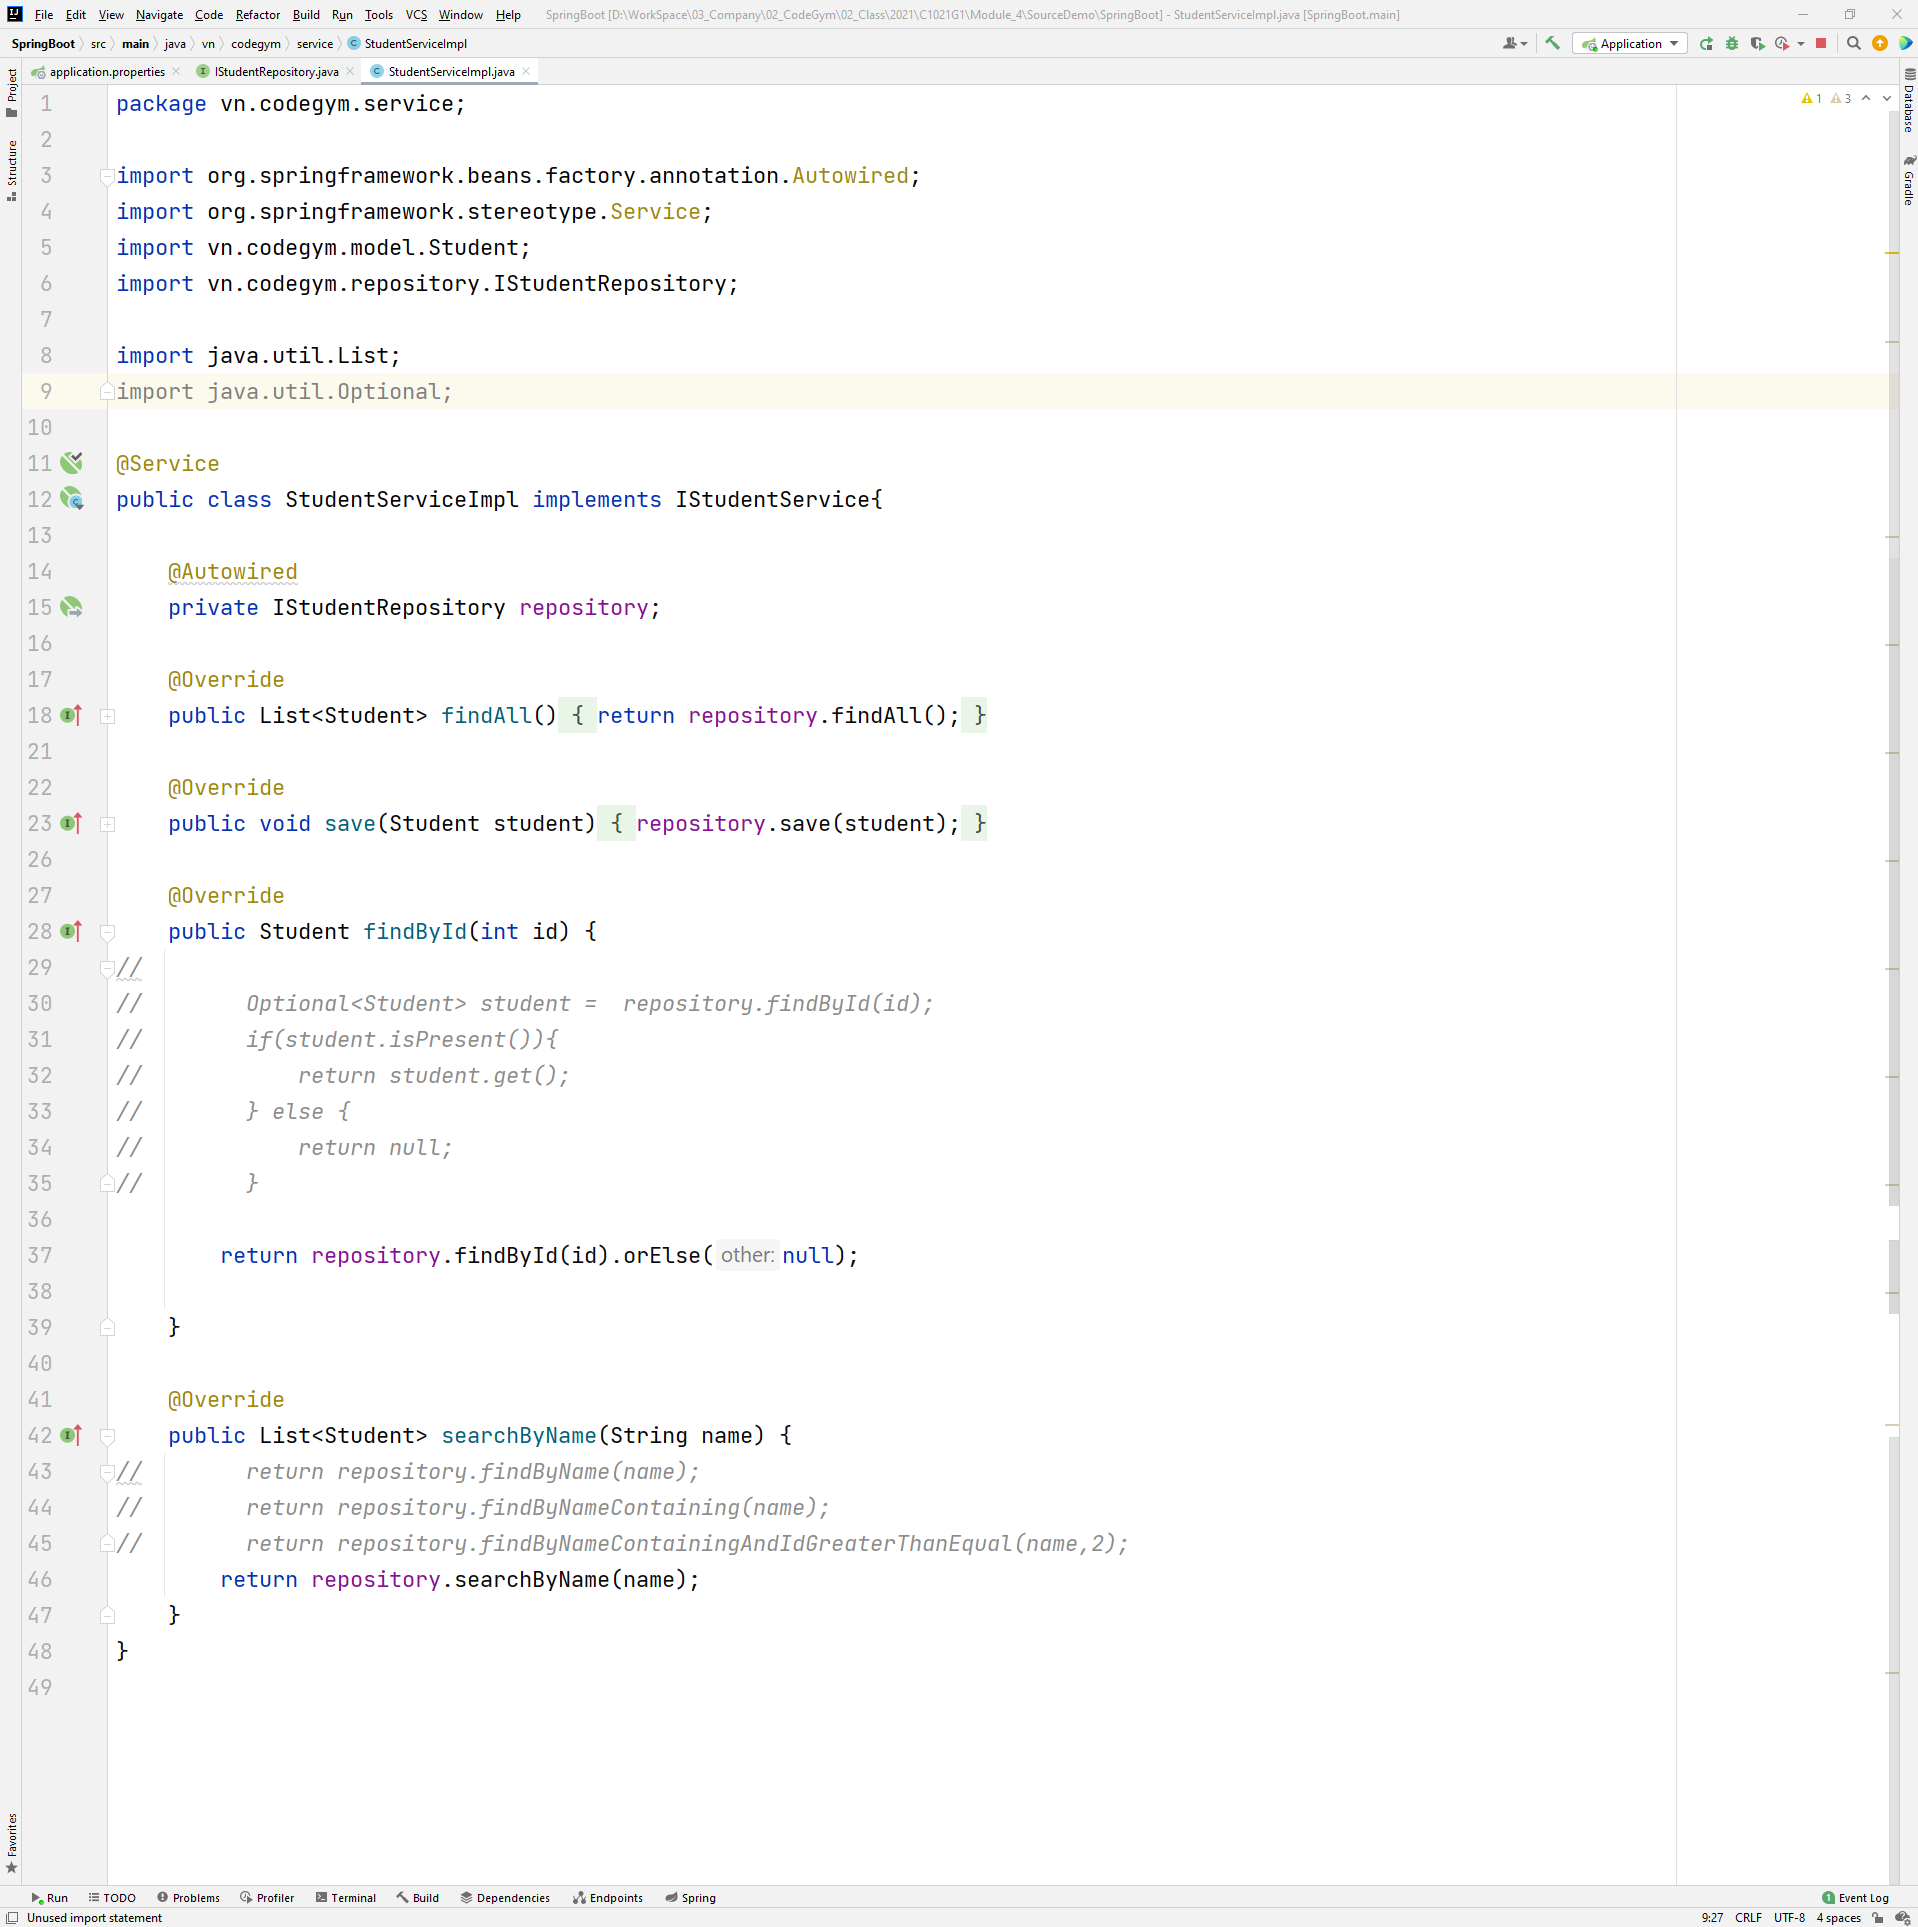 File Edit View Navigate Code Refactor Build Run Tools VCS Window Help SpringBoot [D:\WorkSpace\03_Company\02_CodeGym\02_Class\2021\C1021G1\Module_4\SourceDemo\SpringBoot] - StudentServiceImpl.java [SpringBoot.main]
SpringBoot src main java vn codegym service StudentServiceImpl Application
application.properties IStudentRepository.java StudentServiceImpl.java
Project
Structure
Database
Gradle
1 3
1 package vn.codegym.service;
2
3 import org.springframework.beans.factory.annotation.Autowired;
4 import org.springframework.stereotype.Service;
5 import vn.codegym.model.Student;
6 import vn.codegym.repository.IStudentRepository;
7
8 import java.util.List;
9 import java.util.Optional;
10
11 @Service
12 public class StudentServiceImpl implements IStudentService{
13
14 @Autowired
15 private IStudentRepository repository;
16
17 @Override
18 public List<Student> findAll() { return repository.findAll(); }
21
22 @Override
23 public void save(Student student) { repository.save(student); }
26
27 @Override
28 public Student findById(int id) {
29 //
30 // Optional<Student> student =  repository.findById(id);
31 // if(student.isPresent()){
32 // return student.get();
33 // } else {
34 // return null;
35 // }
36
37 return repository.findById(id).orElse( other: null);
38
39 }
40
41 @Override
42 public List<Student> searchByName(String name) {
43 // return repository.findByName(name);
44 // return repository.findByNameContaining(name);
45 // return repository.findByNameContainingAndIdGreaterThanEqual(name,2);
46 return repository.searchByName(name);
47 }
48 }
49
Favorites
Run TODO Problems Profiler Terminal Build Dependencies Endpoints Spring 1 Event Log
Unused import statement 9:27 CRLF UTF-8 4 spaces